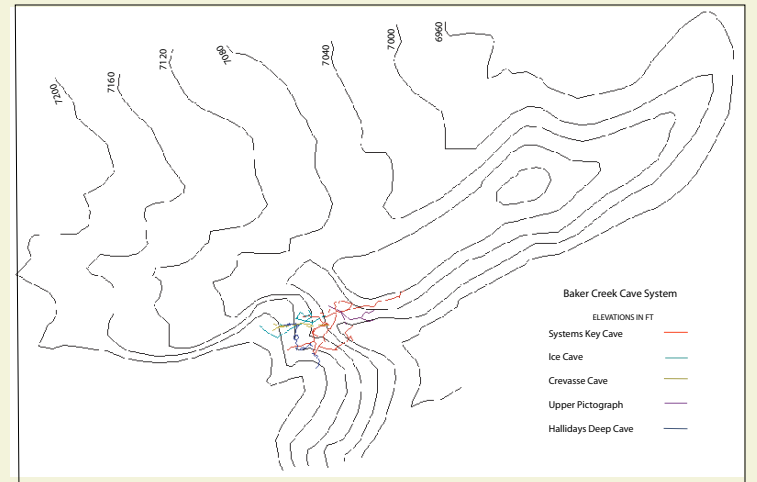 7200
7160
7120
7080
7040
7000
6960
Baker Creek Cave System
ELEVATIONS IN FT
Systems Key Cave
Ice Cave
Crevasse Cave
Upper Pictograph
Hallidays Deep Cave